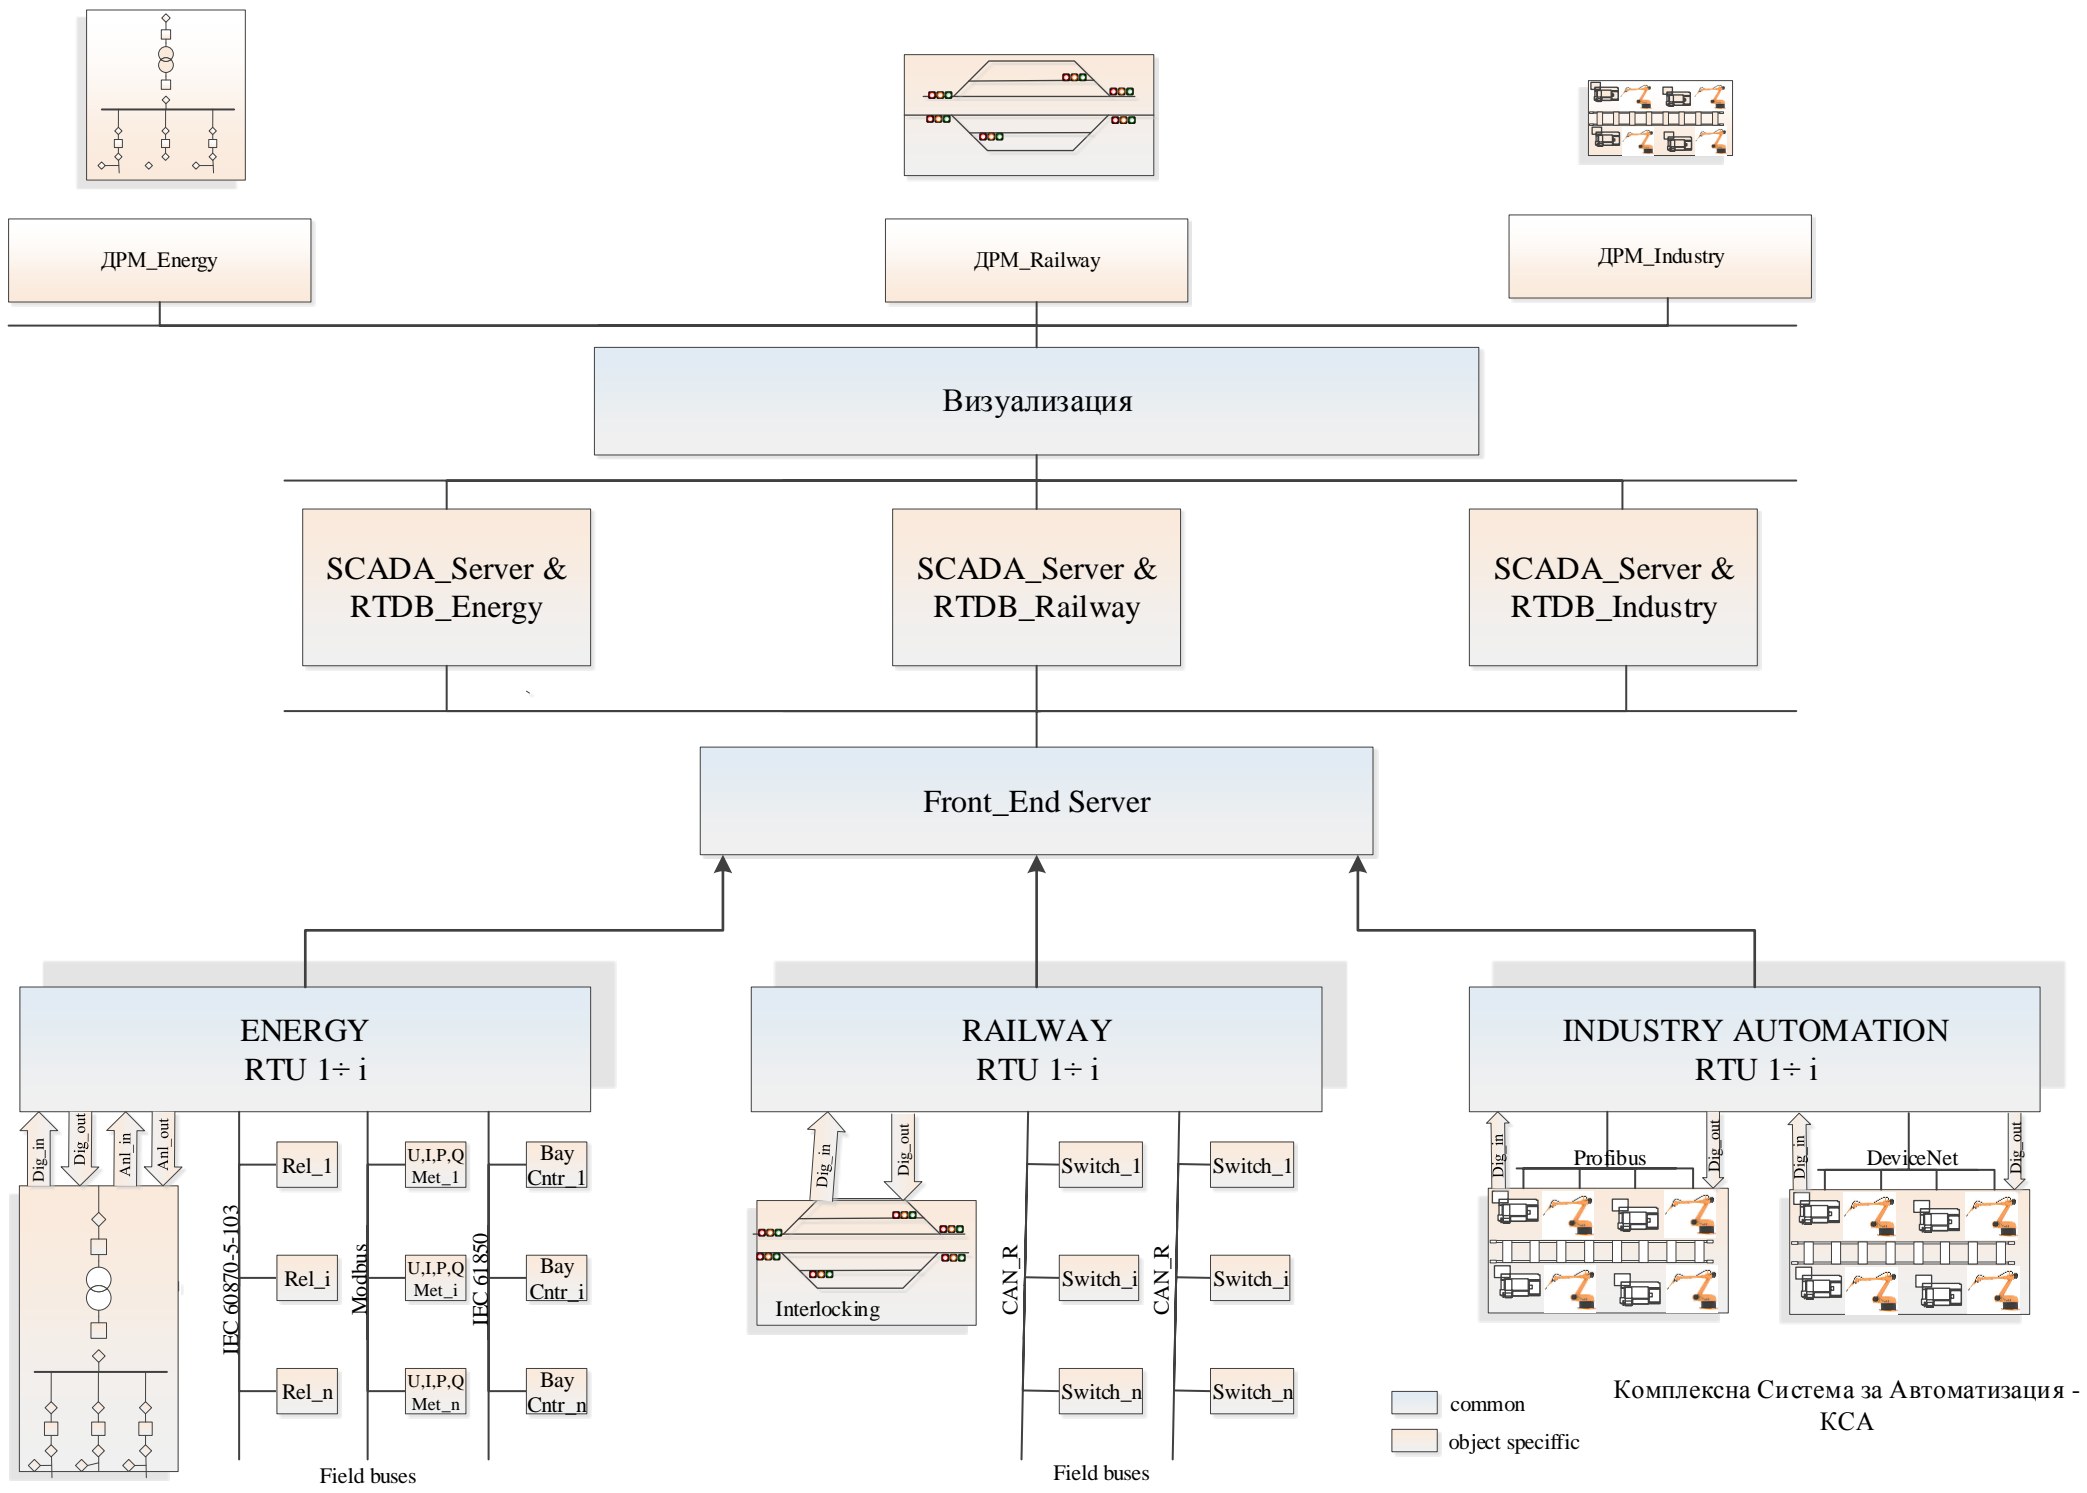 ДРМ_Energy
ДРМ_Railway
ДРМ_Industry
Визуализация
SCADA_Server &
RTDB_Energy
SCADA_Server &
RTDB_Railway
SCADA_Server &
RTDB_Industry
Front_End Server
ENERGY
RTU 1÷ i
RAILWAY
RTU 1÷ i
INDUSTRY AUTOMATION
RTU 1÷ i
Dig_in
Dig_out
Anl_in
Anl_out
IEC 60870-5-103
Rel_1
Rel_i
Rel_n
Modbus
U,I,P,Q
Met_1
U,I,P,Q
Met_i
U,I,P,Q
Met_n
IEC 61850
Bay
Cntr_1
Bay
Cntr_i
Bay
Cntr_n
Field buses
Dig_in
Dig_out
Interlocking
CAN_R
Switch_1
Switch_i
Switch_n
CAN_R
Switch_1
Switch_i
Switch_n
Field buses
Dig_in
Profibus
Dig_out
Dig_in
DeviceNet
Dig_out
common
object speciffic
Комплексна Система за Автоматизация -
КСА